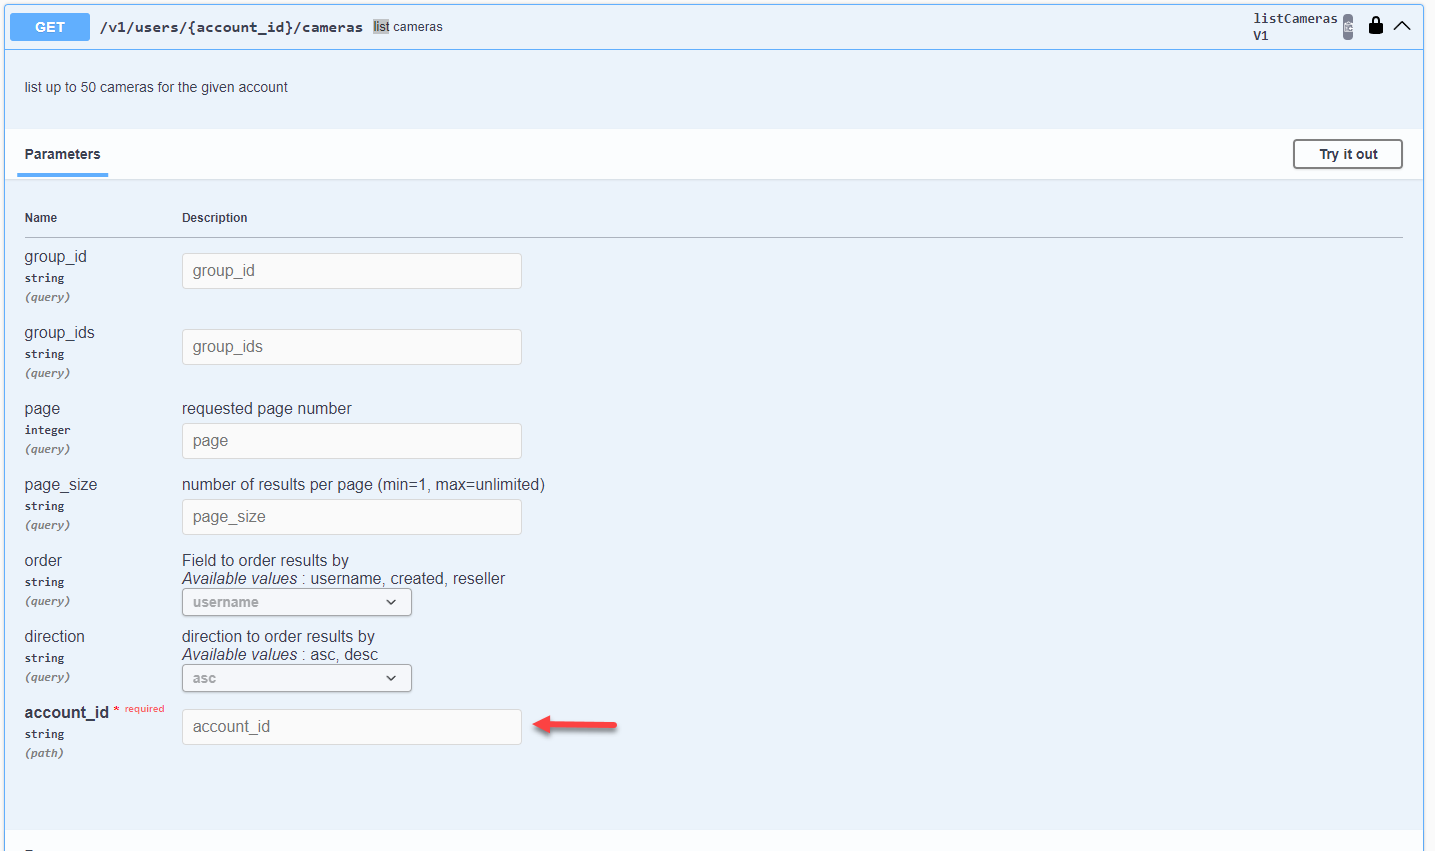 GET /v1/users/{account_id}/cameras list cameras
listCameras
V1
list up to 50 cameras for the given account
Parameters
Try it out
Name Description
group_id
string
(query)
group_id
group_ids
string
(query)
group_ids
page
integer
(query)
requested page number
page
page_size
string
(query)
number of results per page (min=1, max=unlimited)
page_size
order
string
(query)
Field to order results by
Available values : username, created, reseller
username
direction
string
(query)
direction to order results by
Available values : asc, desc
asc
account_id * required
string
(path)
account_id